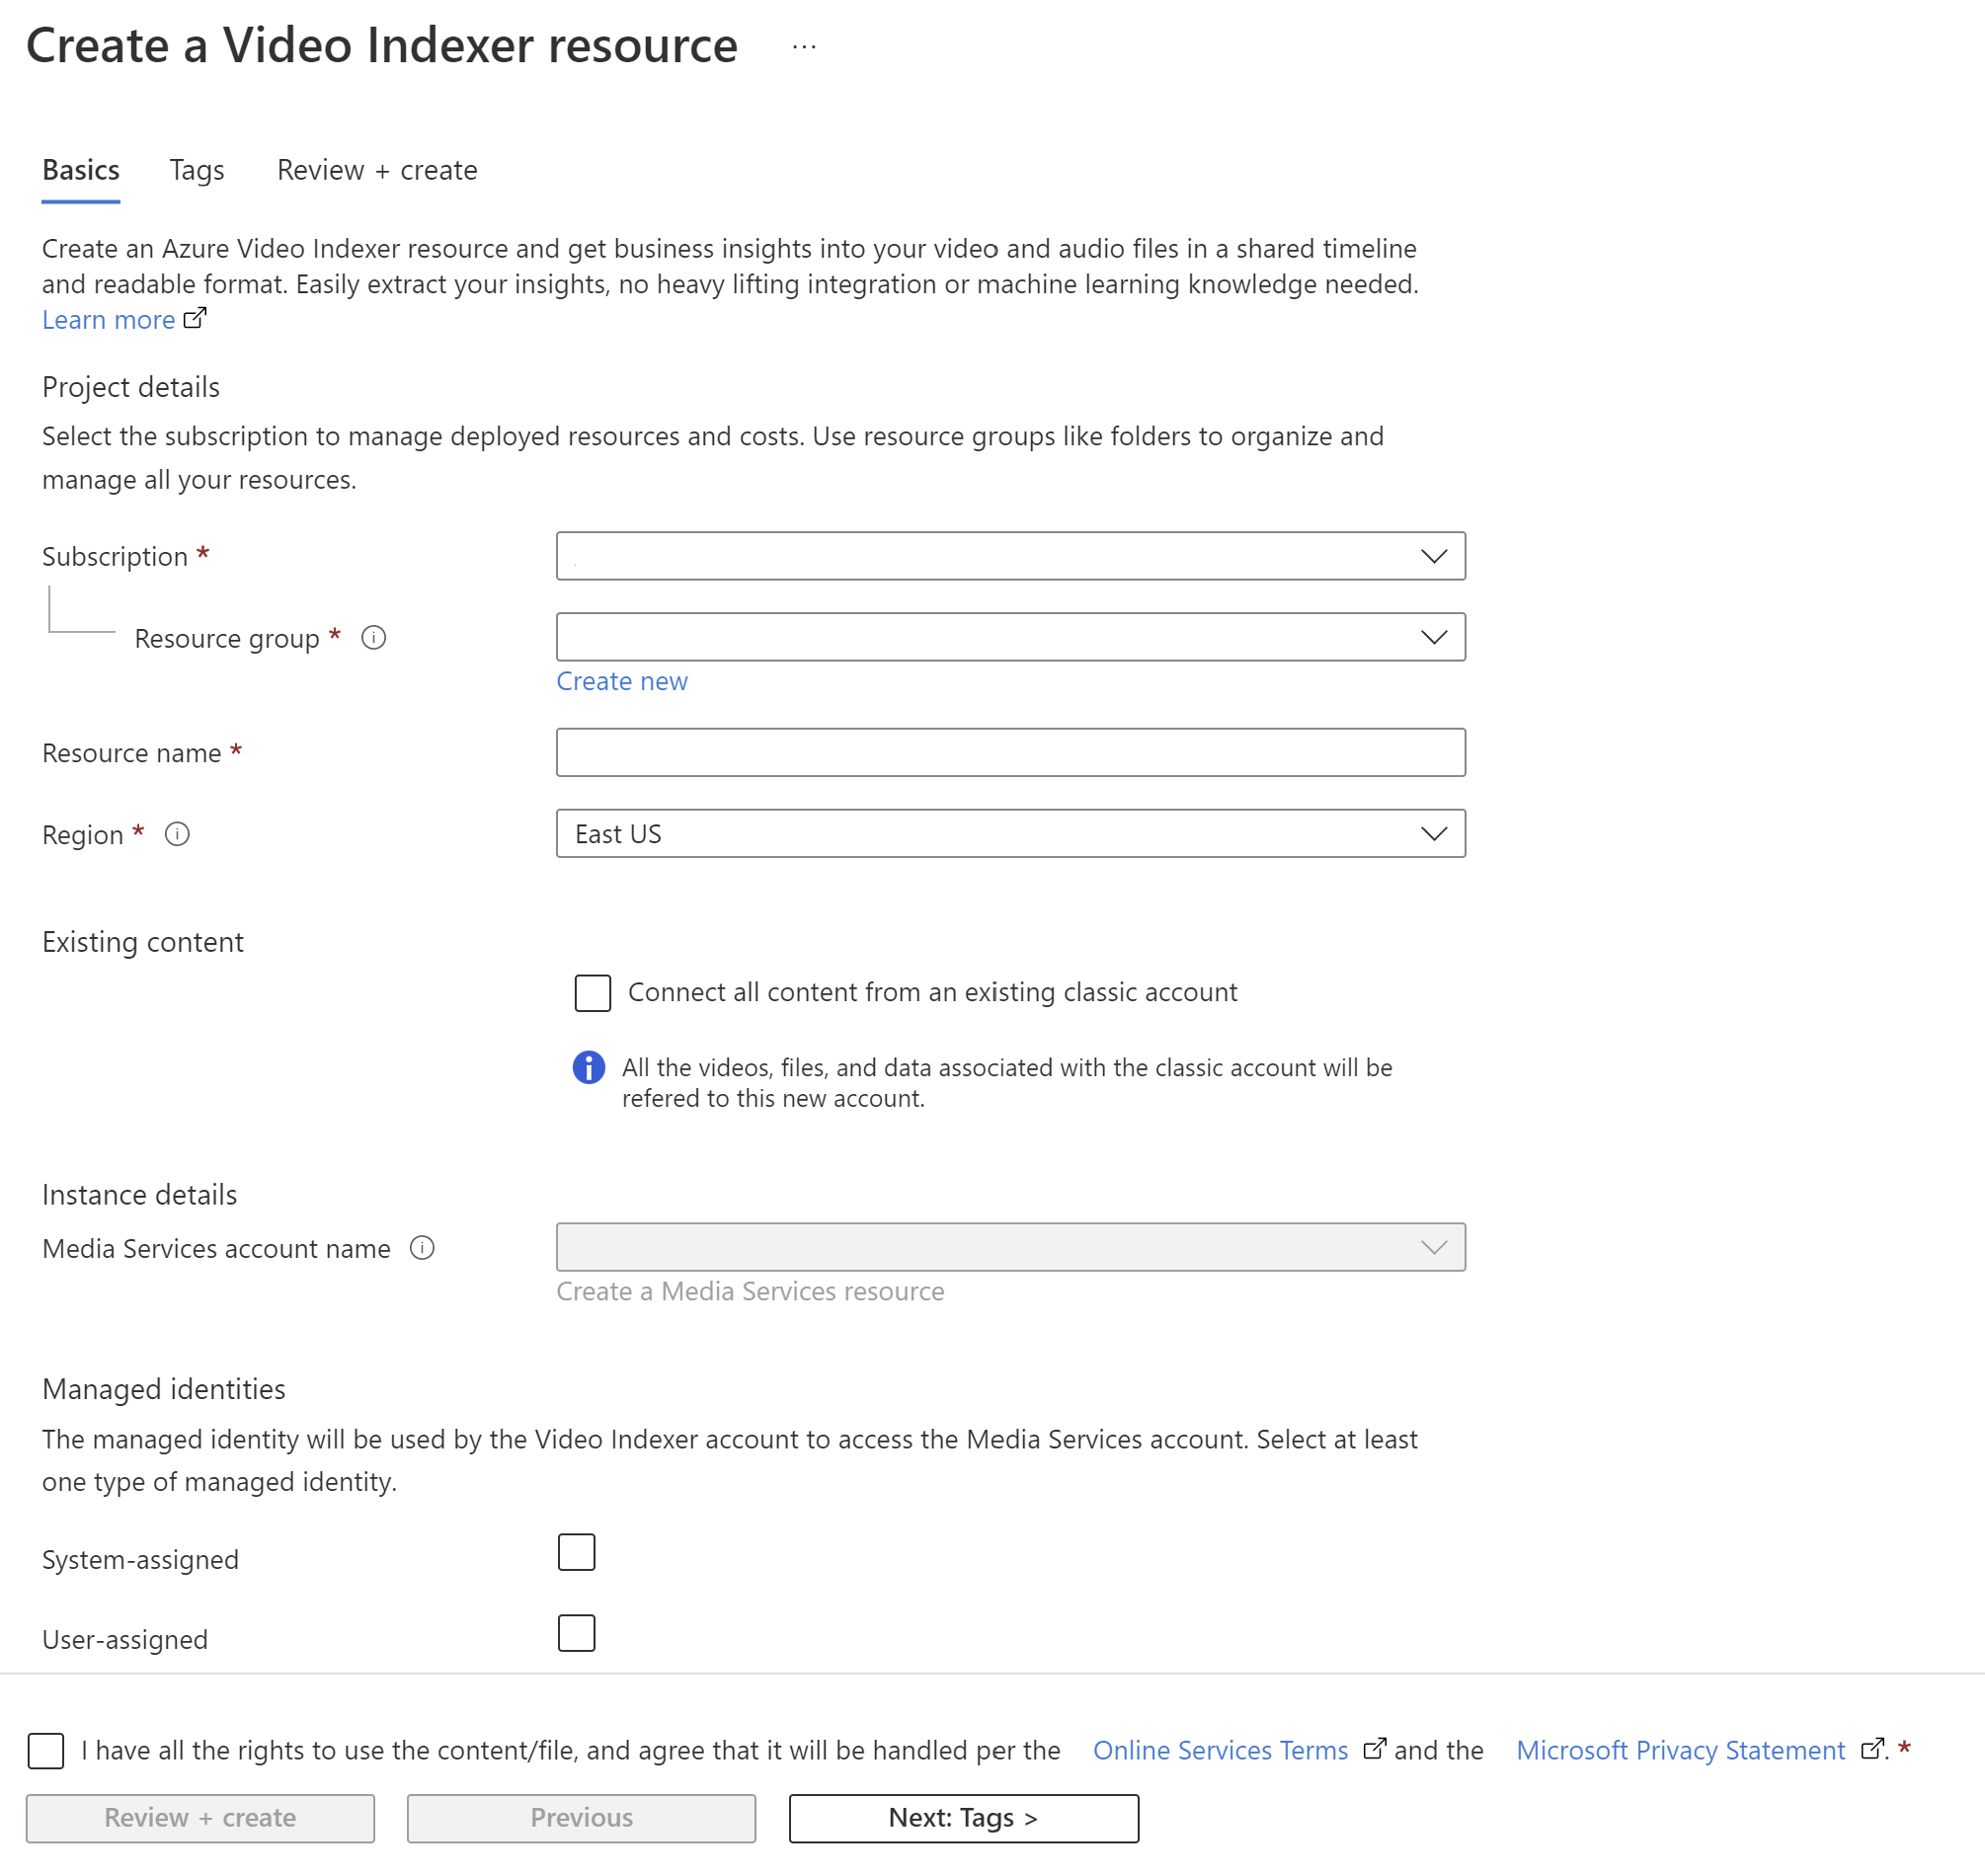 Create a Video Indexer resource ...
Basics Tags Review + create
Create an Azure Video Indexer resource and get business insights into your video and audio files in a shared timeline
and readable format. Easily extract your insights, no heavy lifting integration or machine learning knowledge needed.
Learn more
Project details
Select the subscription to manage deployed resources and costs. Use resource groups like folders to organize and
manage all your resources.
Subscription *
Resource group *
Create new
Resource name *
Region * East US
Existing content
Connect all content from an existing classic account
All the videos, files, and data associated with the classic account will be
refered to this new account.
Instance details
Media Services account name
Create a Media Services resource
Managed identities
The managed identity will be used by the Video Indexer account to access the Media Services account. Select at least
one type of managed identity.
System-assigned
User-assigned
I have all the rights to use the content/file, and agree that it will be handled per the Online Services Terms and the Microsoft Privacy Statement . *
Review + create Previous Next: Tags >